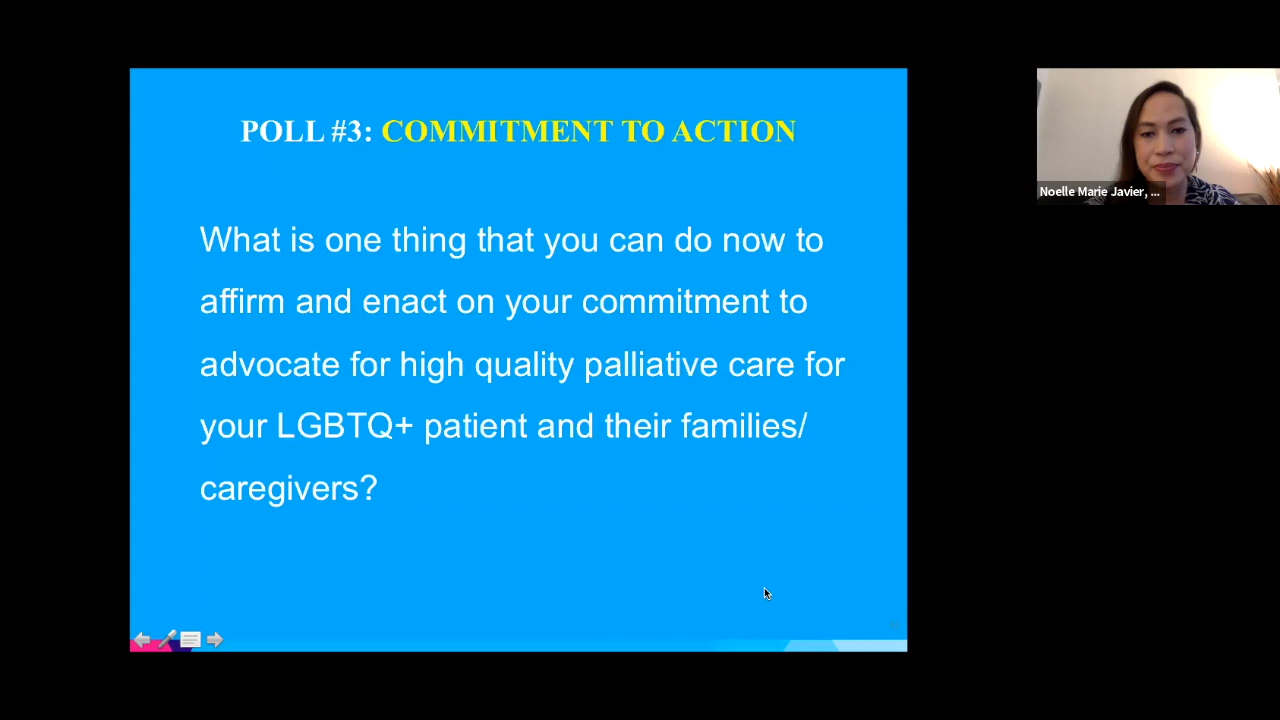 POLL #3: COMMITMENT TO ACTION
What is one thing that you can do now to
affirm and enact on your commitment to
advocate for high quality palliative care for
your LGBTQ+ patient and their families/
caregivers?
Noelle Marie Javier, ...